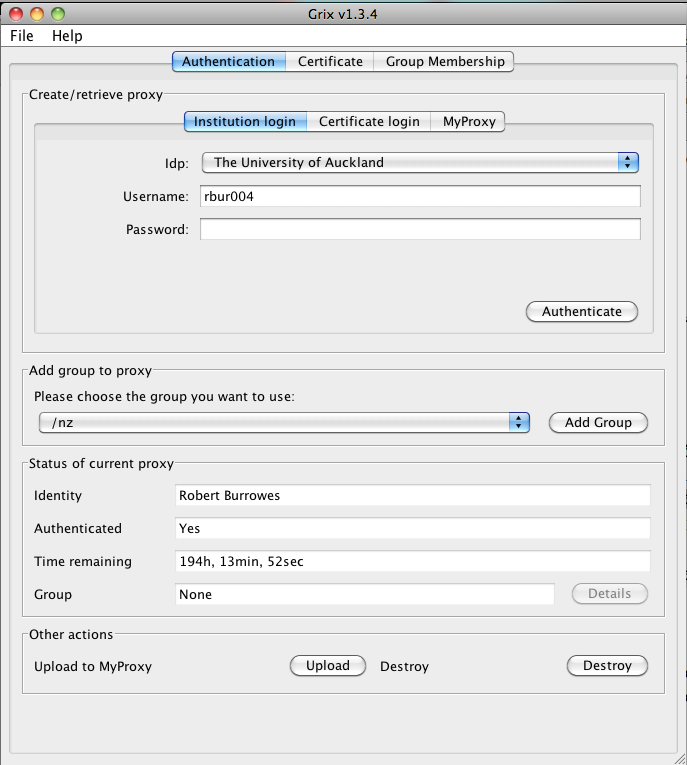 Grix v1.3.4
File Help
Authentication Certificate Group Membership
Create/retrieve proxy
Institution login Certificate login MyProxy
Idp: The University of Auckland
Username: rbur004
Password:
Authenticate
Add group to proxy
Please choose the group you want to use:
/nz Add Group
Status of current proxy
Identity Robert Burrowes
Authenticated Yes
Time remaining 194h, 13min, 52sec
Group None Details
Other actions
Upload to MyProxy Upload Destroy Destroy